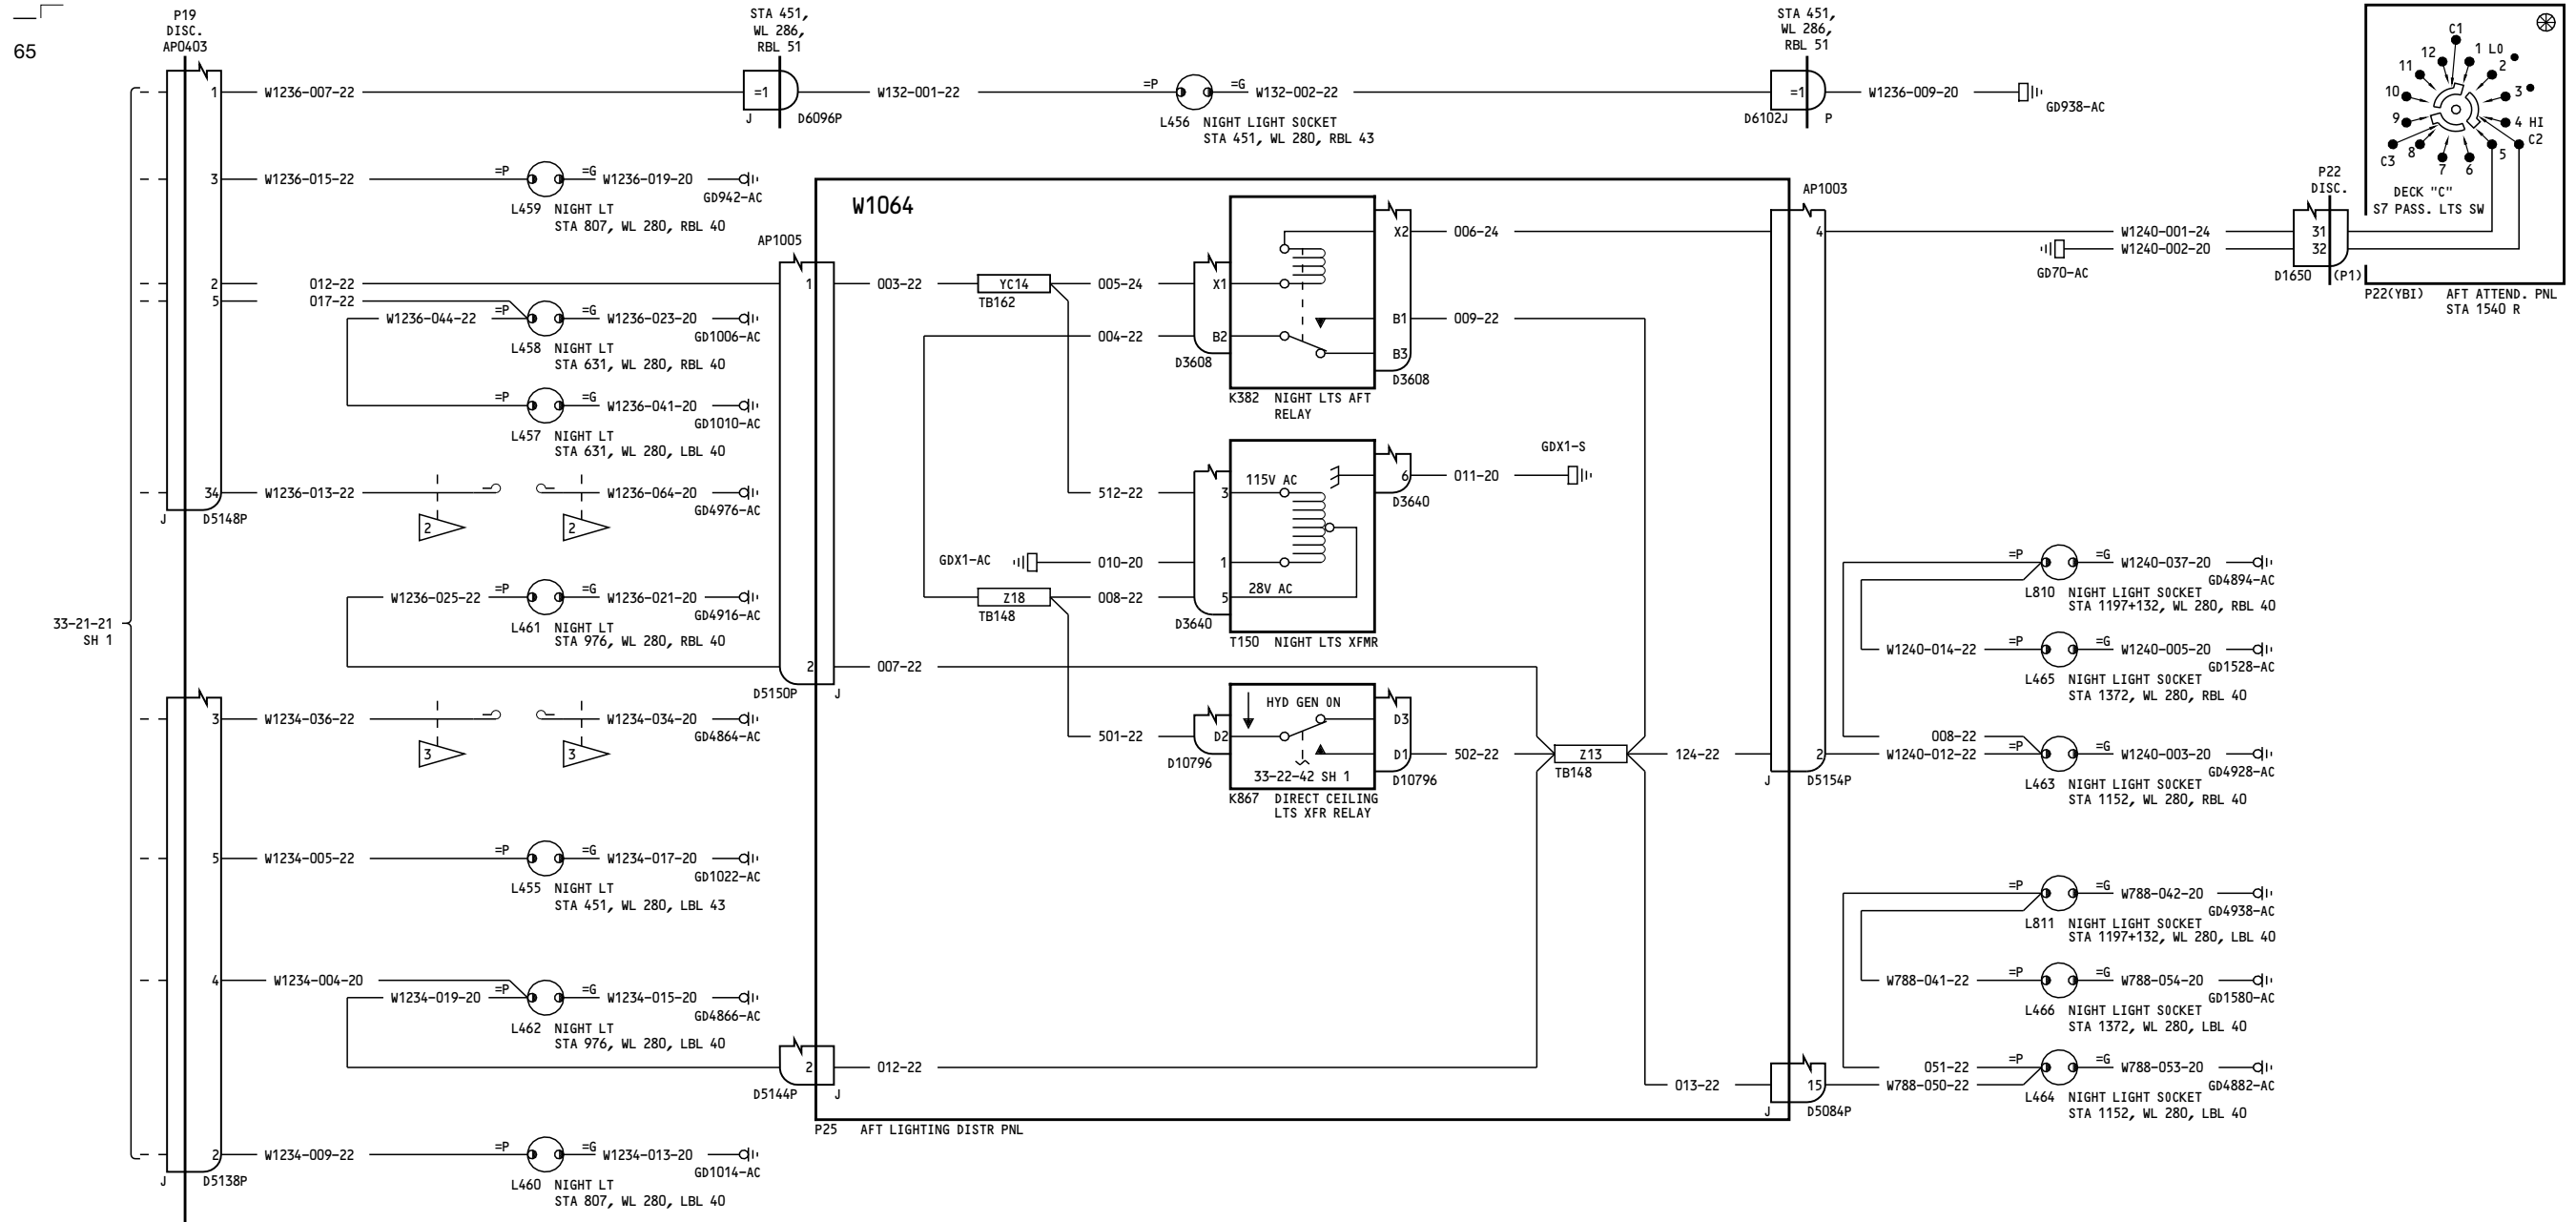 65
P19
DISC.
AP0403
STA 451,
WL 286,
RBL 51
STA 451,
WL 286,
RBL 51
1
W1236-007-22
=1
J
D6096P
W132-001-22
=P
=G
W132-002-22
L456 NIGHT LIGHT SOCKET
STA 451, WL 280, RBL 43
=1
D6102J
P
W1236-009-20
GD938-AC
C1
12
1 LO
2
11
3
10
9
4 HI
C2
C3
8
7
6
5
DECK "C"
S7 PASS. LTS SW
P22
DISC.
31
32
D1650
(P1)
P22(YBI) AFT ATTEND. PNL
STA 1540 R
3
W1236-015-22
=P
=G
W1236-019-20
GD942-AC
L459 NIGHT LT
STA 807, WL 280, RBL 40
2
012-22
5
017-22
W1236-044-22
=P
=G
W1236-023-20
GD1006-AC
L458 NIGHT LT
STA 631, WL 280, RBL 40
=P
=G
W1236-041-20
GD1010-AC
L457 NIGHT LT
STA 631, WL 280, LBL 40
34
W1236-013-22
W1236-064-20
GD4976-AC
J
D5148P
2
2
W1236-025-22
=P
=G
W1236-021-20
GD4916-AC
L461 NIGHT LT
STA 976, WL 280, RBL 40
33-21-21
SH 1
3
W1234-036-22
W1234-034-20
GD4864-AC
3
3
5
W1234-005-22
=P
=G
W1234-017-20
GD1022-AC
L455 NIGHT LT
STA 451, WL 280, LBL 43
4
W1234-004-20
W1234-019-20
=P
=G
W1234-015-20
GD4866-AC
L462 NIGHT LT
STA 976, WL 280, LBL 40
2
W1234-009-22
=P
=G
W1234-013-20
GD1014-AC
L460 NIGHT LT
STA 807, WL 280, LBL 40
J
D5138P
AP1005
1
2
D5150P
J
2
D5144P
J
W1064
003-22
YC14
TB162
005-24
004-22
X1
B2
D3608
X2
B1
B3
D3608
K382 NIGHT LTS AFT
RELAY
006-24
009-22
512-22
GDX1-AC
010-20
Z18
TB148
008-22
3
1
5
D3640
115V AC
28V AC
6
D3640
T150 NIGHT LTS XFMR
011-20
GDX1-S
007-22
501-22
D2
D10796
HYD GEN ON
33-22-42 SH 1
D3
D1
D10796
K867 DIRECT CEILING
LTS XFR RELAY
502-22
Z13
TB148
124-22
012-22
013-22
P25 AFT LIGHTING DISTR PNL
AP1003
4
W1240-001-24
W1240-002-20
GD70-AC
2
J
D5154P
15
J
D5084P
=P
=G
W1240-037-20
GD4894-AC
L810 NIGHT LIGHT SOCKET
STA 1197+132, WL 280, RBL 40
W1240-014-22
=P
=G
W1240-005-20
GD1528-AC
L465 NIGHT LIGHT SOCKET
STA 1372, WL 280, RBL 40
008-22
W1240-012-22
=P
=G
W1240-003-20
GD4928-AC
L463 NIGHT LIGHT SOCKET
STA 1152, WL 280, RBL 40
=P
=G
W788-042-20
GD4938-AC
L811 NIGHT LIGHT SOCKET
STA 1197+132, WL 280, LBL 40
W788-041-22
=P
=G
W788-054-20
GD1580-AC
L466 NIGHT LIGHT SOCKET
STA 1372, WL 280, LBL 40
051-22
W788-050-22
=P
=G
W788-053-20
GD4882-AC
L464 NIGHT LIGHT SOCKET
STA 1152, WL 280, LBL 40